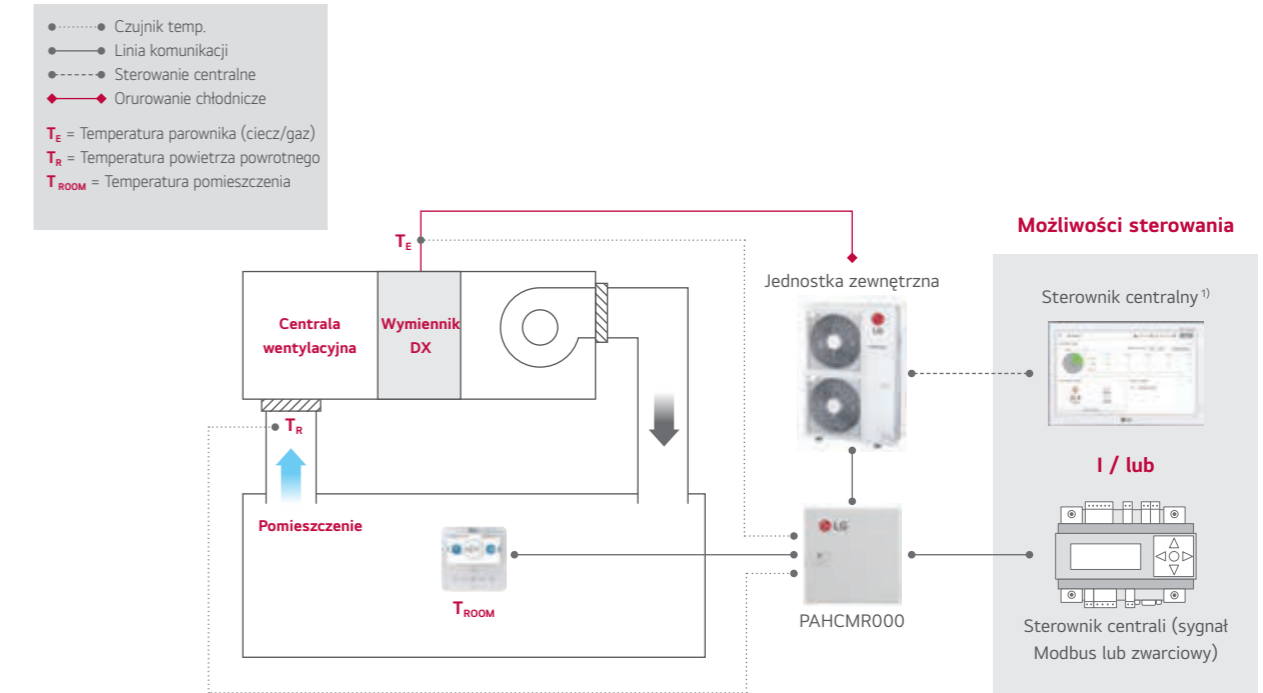 Czujnik temp.
Linia komunikacji
Sterowanie centralne
Orurowanie chłodnicze
TE = Temperatura parownika (ciecz/gaz)
TR = Temperatura powietrza powrotnego
TROOM = Temperatura pomieszczenia
Możliwości sterowania
TE
Jednostka zewnętrzna
Sterownik centralny 1)
Centrala
wentylacyjna
Wymiennik
DX
LG
TR
I / lub
Pomieszczenie
LG
TROOM
PAHCMR000
Sterownik centrali (sygnał
Modbus lub zwarciowy)